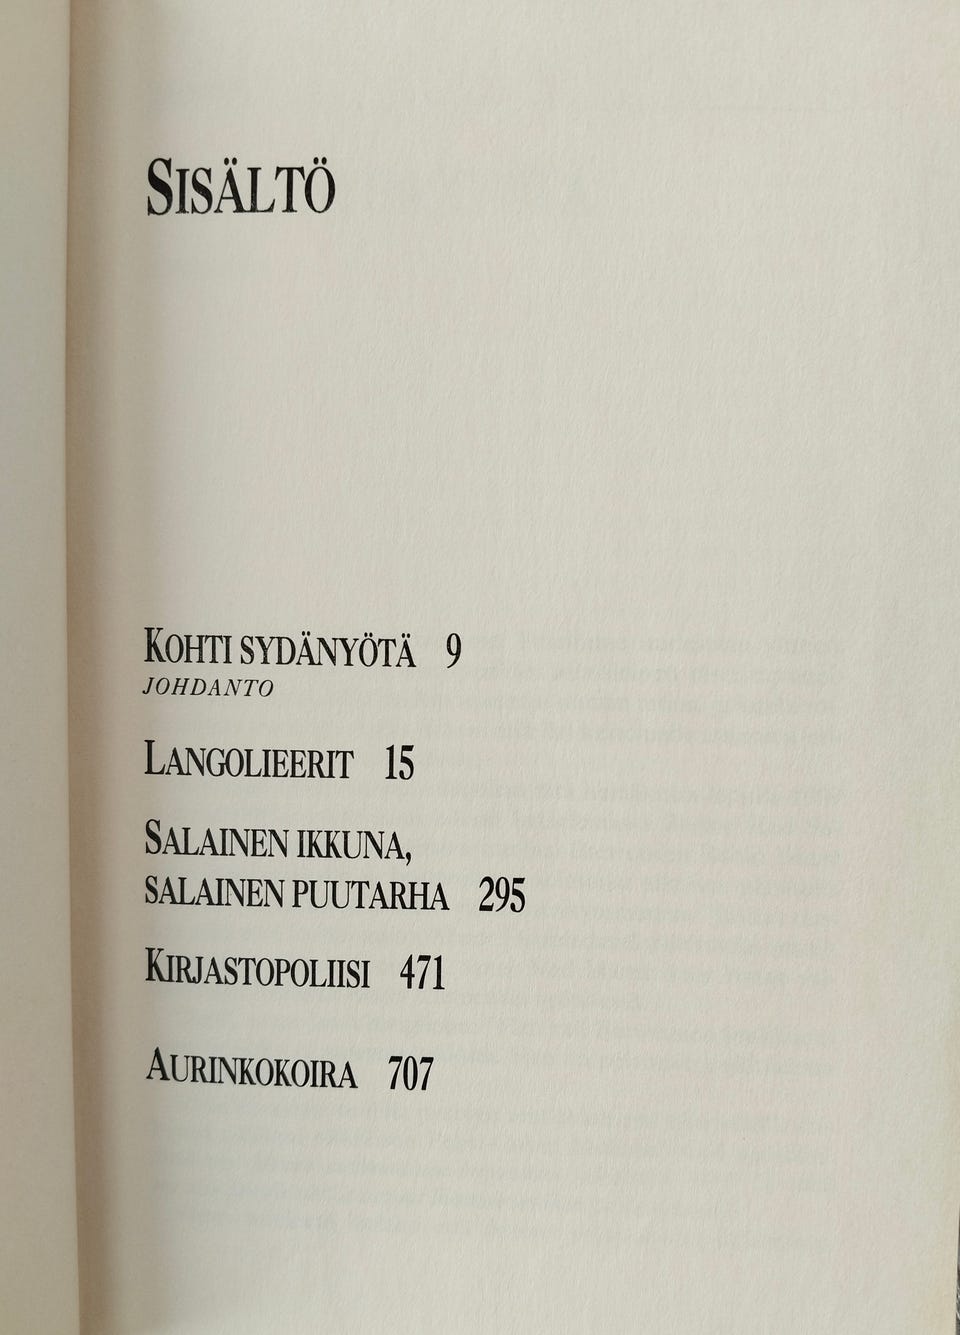 SISÄLTÖ
KOHTI SYDÄNYÖTÄ 9
JOHDANTO
LANGOLIEERIT 15
SALAINEN IKKUNA,
SALAINEN PUUTARHA 295
KIRJASTOPOLIISI 471
AURINKOKOIRA 707